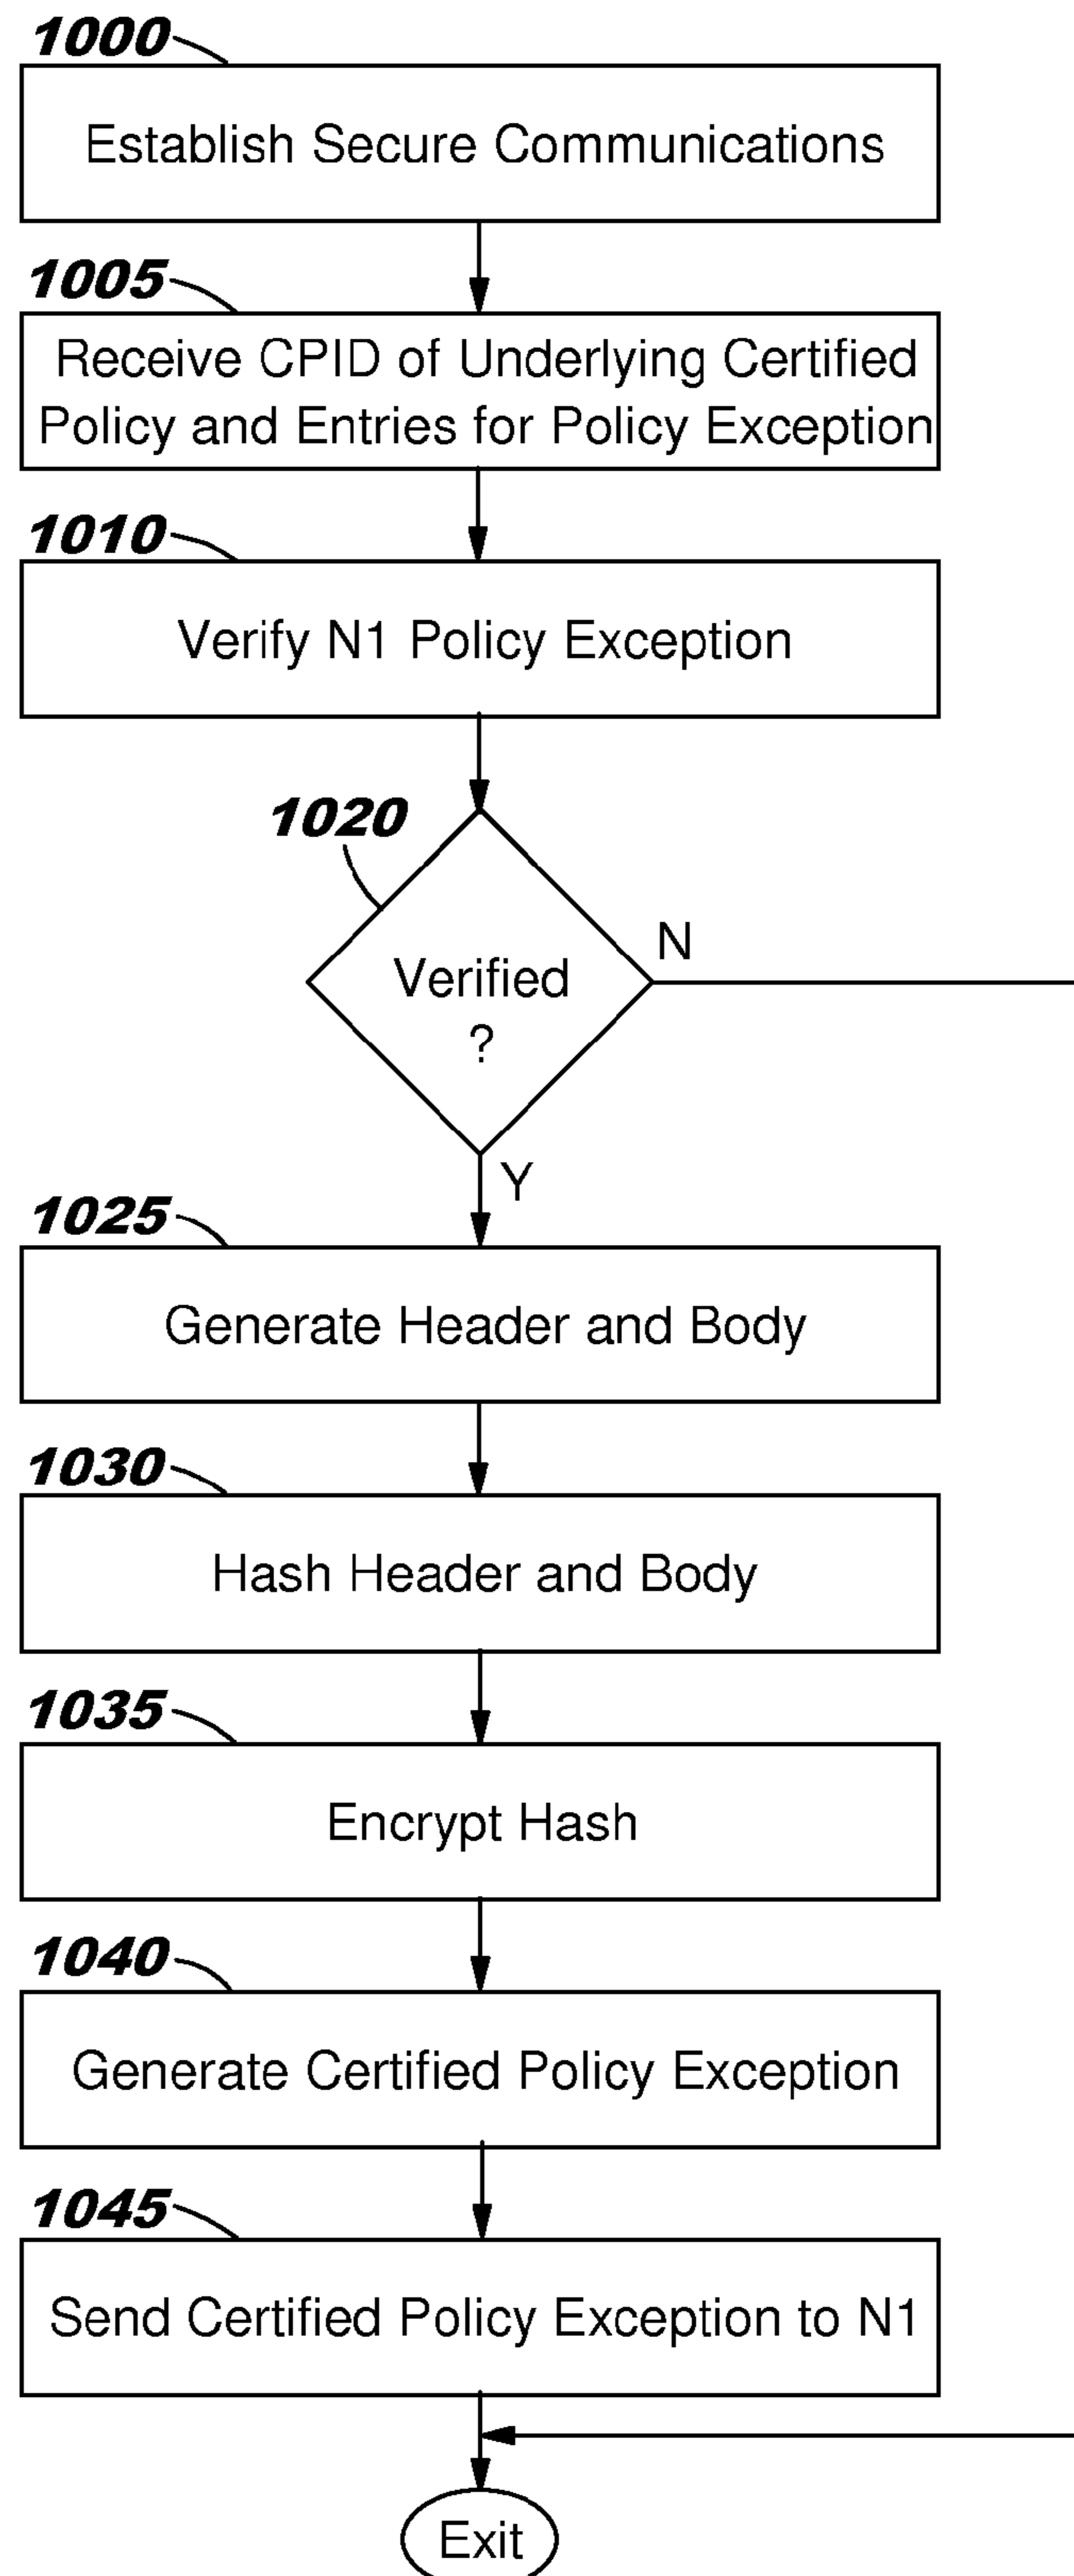 1000
Establish Secure Communications
1005
Receive CPID of Underlying Certified
Policy and Entries for Policy Exception
1010
Verify N1 Policy Exception
1020
Verified
?
N
Y
1025
Generate Header and Body
1030
Hash Header and Body
1035
Encrypt Hash
1040
Generate Certified Policy Exception
1045
Send Certified Policy Exception to N1
Exit